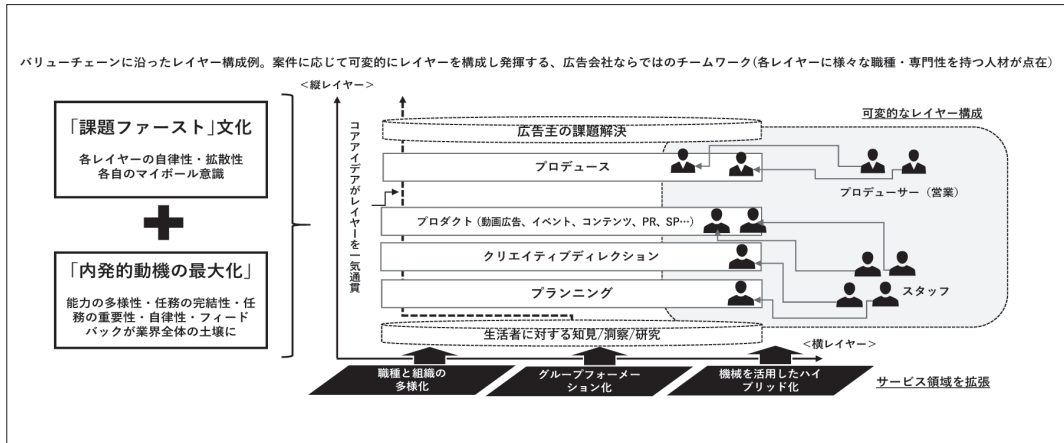 バリューチェーンに沿ったレイヤー構成例。案件に応じて可変的にレイヤーを構成し発揮する、広告会社ならではのチームワーク(各レイヤーに様々な職種・専門性を持つ人材が点在)
「課題ファースト」文化
各レイヤーの自律性・拡散性
各自のマイボール意識
「内発的動機の最大化」
能力の多様性・任務の完結性・任
務の重要性・自律性・フィード
バックが業界全体の土壌に
<縦レイヤー>
コアアイデアがレイヤーを一気通貫
広告主の課題解決
プロデュース
プロダクト（動画広告、イベント、コンテンツ、PR、SP…）
クリエイティブディレクション
プランニング
生活者に対する知見/洞察/研究
可変的なレイヤー構成
プロデューサー（営業）
スタッフ
<横レイヤー>
職種と組織の
多様化
グループフォーメー
ション化
機械を活用したハイ
ブリッド化
サービス領域を拡張